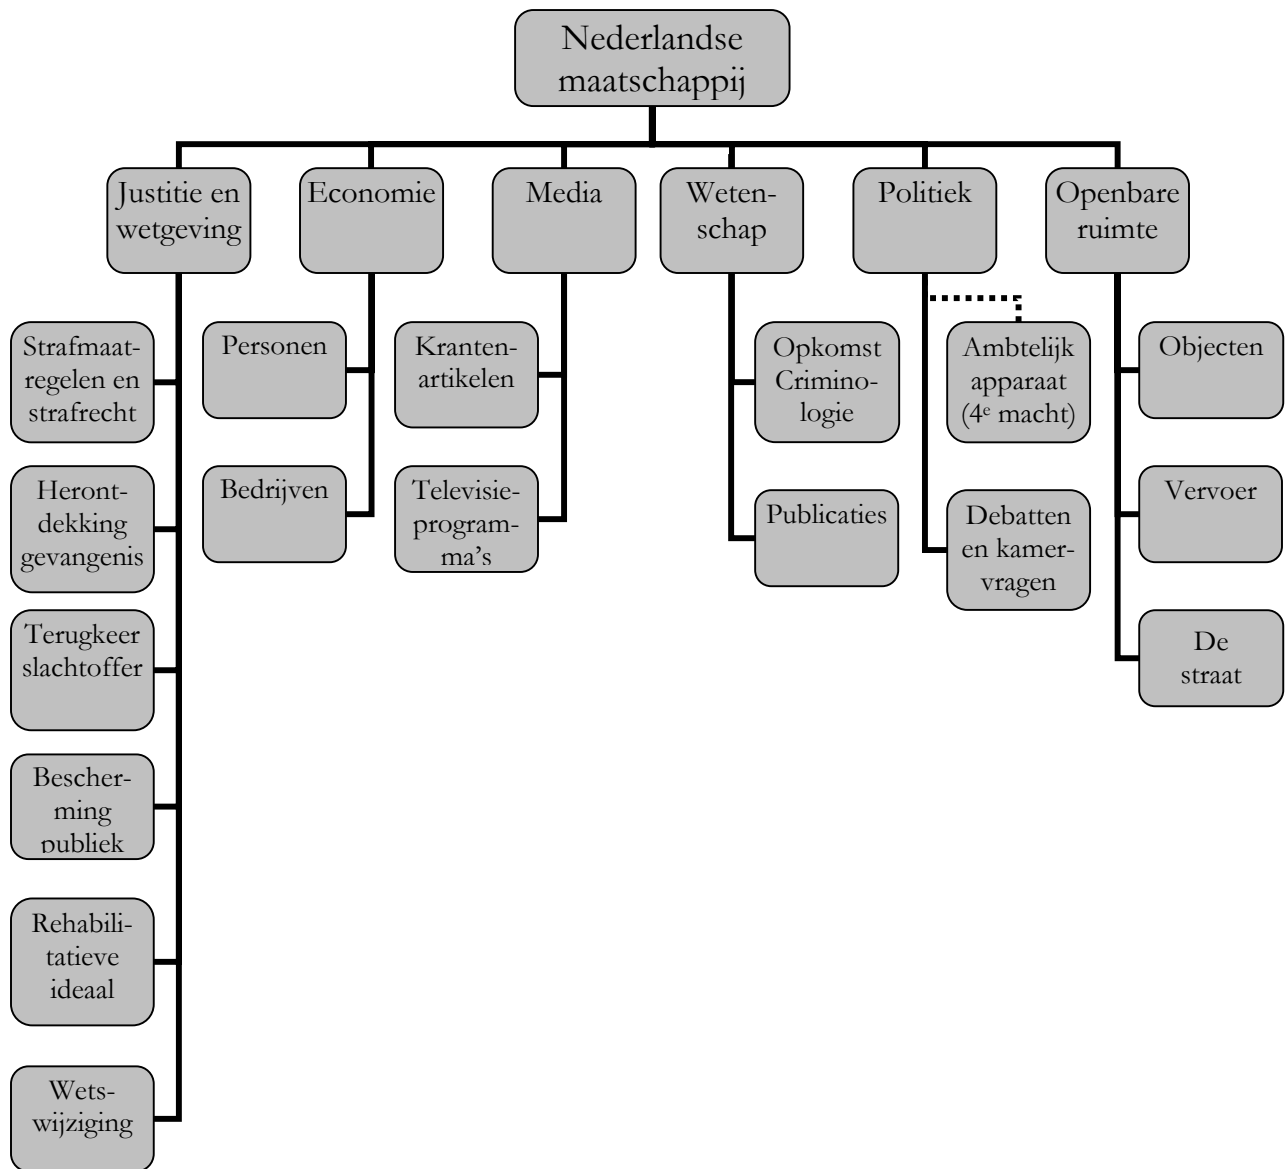 Nederlandse
maatschappij
Justitie en
wetgeving
Economie
Media
Weten-
schap
Politiek
Openbare
ruimte
Strafmaat-
regelen en
strafrecht
Herontdek-
dekking
gevangenis
Terugkeer
slachtoffer
Bescher-
ming
publiek
Rehabili-
tatieve
ideaal
Wets-
wijziging
Personen
Bedrijven
Kranten-
artikelen
Televisie-
program-
ma's
Opkomst
Crimino-
logie
Publicaties
Ambtelijk
apparaat
(4e macht)
Debatten
en kamer-
vragen
Objecten
Vervoer
De
straat